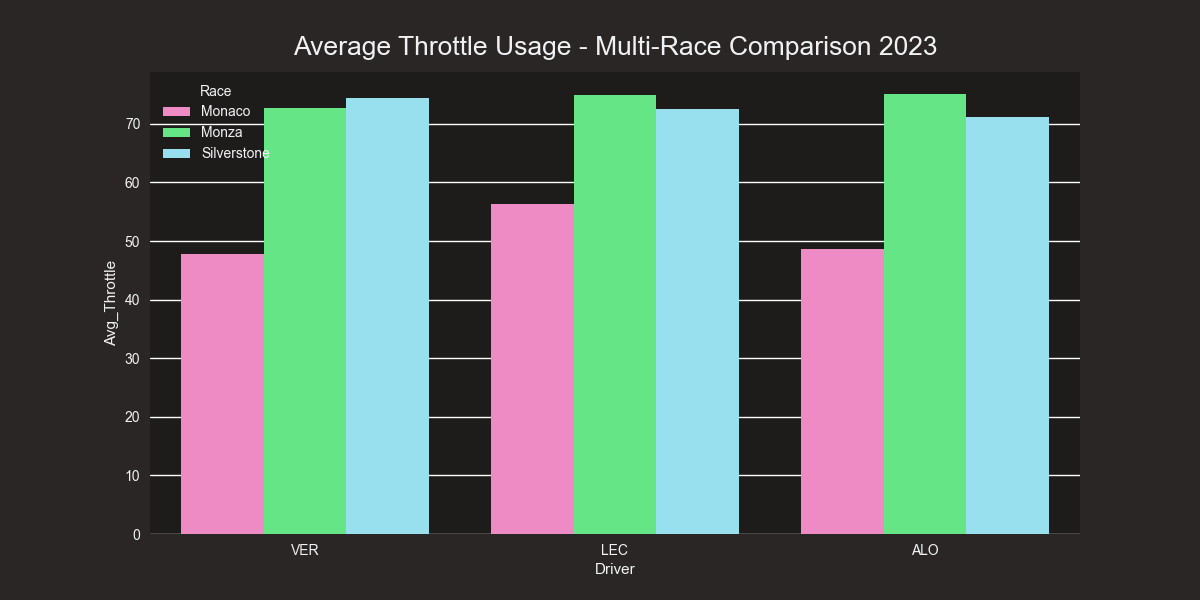 Average Throttle Usage - Multi-Race Comparison 2023
Race
Monaco
Monza
Silverstone
Avg_Throttle
70
60
50
40
30
20
10
0
VER LEC ALO
Driver